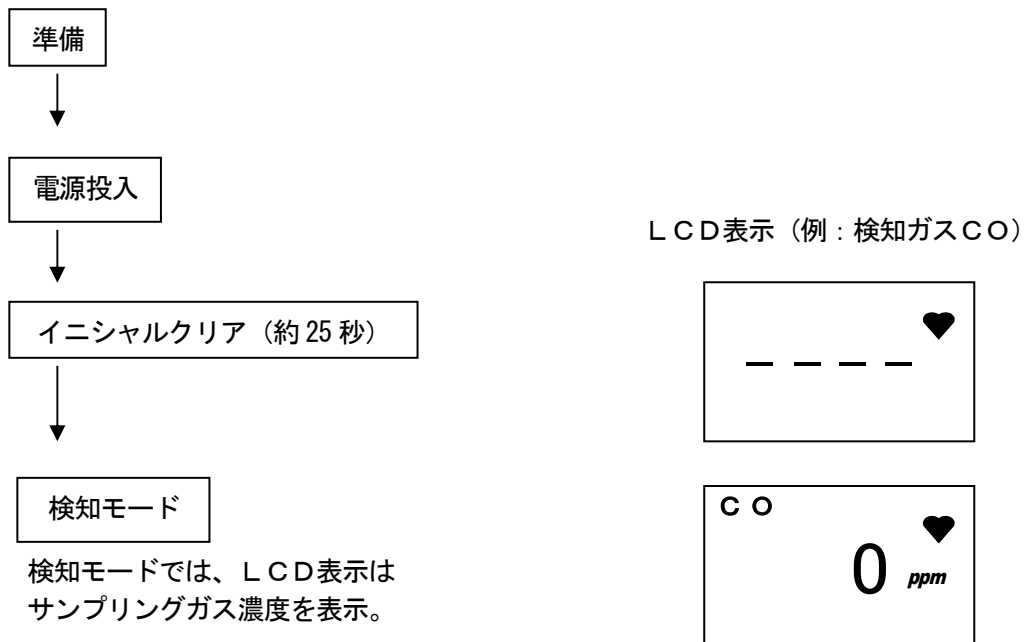 準備
電源投入
イニシャルクリア（約25秒）
検知モード
検知モードでは、ＬＣＤ表示は
サンプリングガス濃度を表示。
ＬＣＤ表示（例：検知ガスＣＯ）
－－－－
ＣＯ
0 ppm